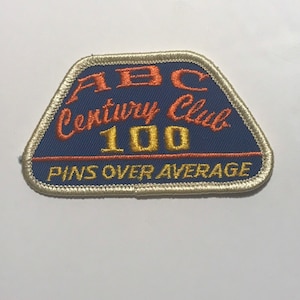 ABC
Century Club
100
PINS OVER AVERAGE